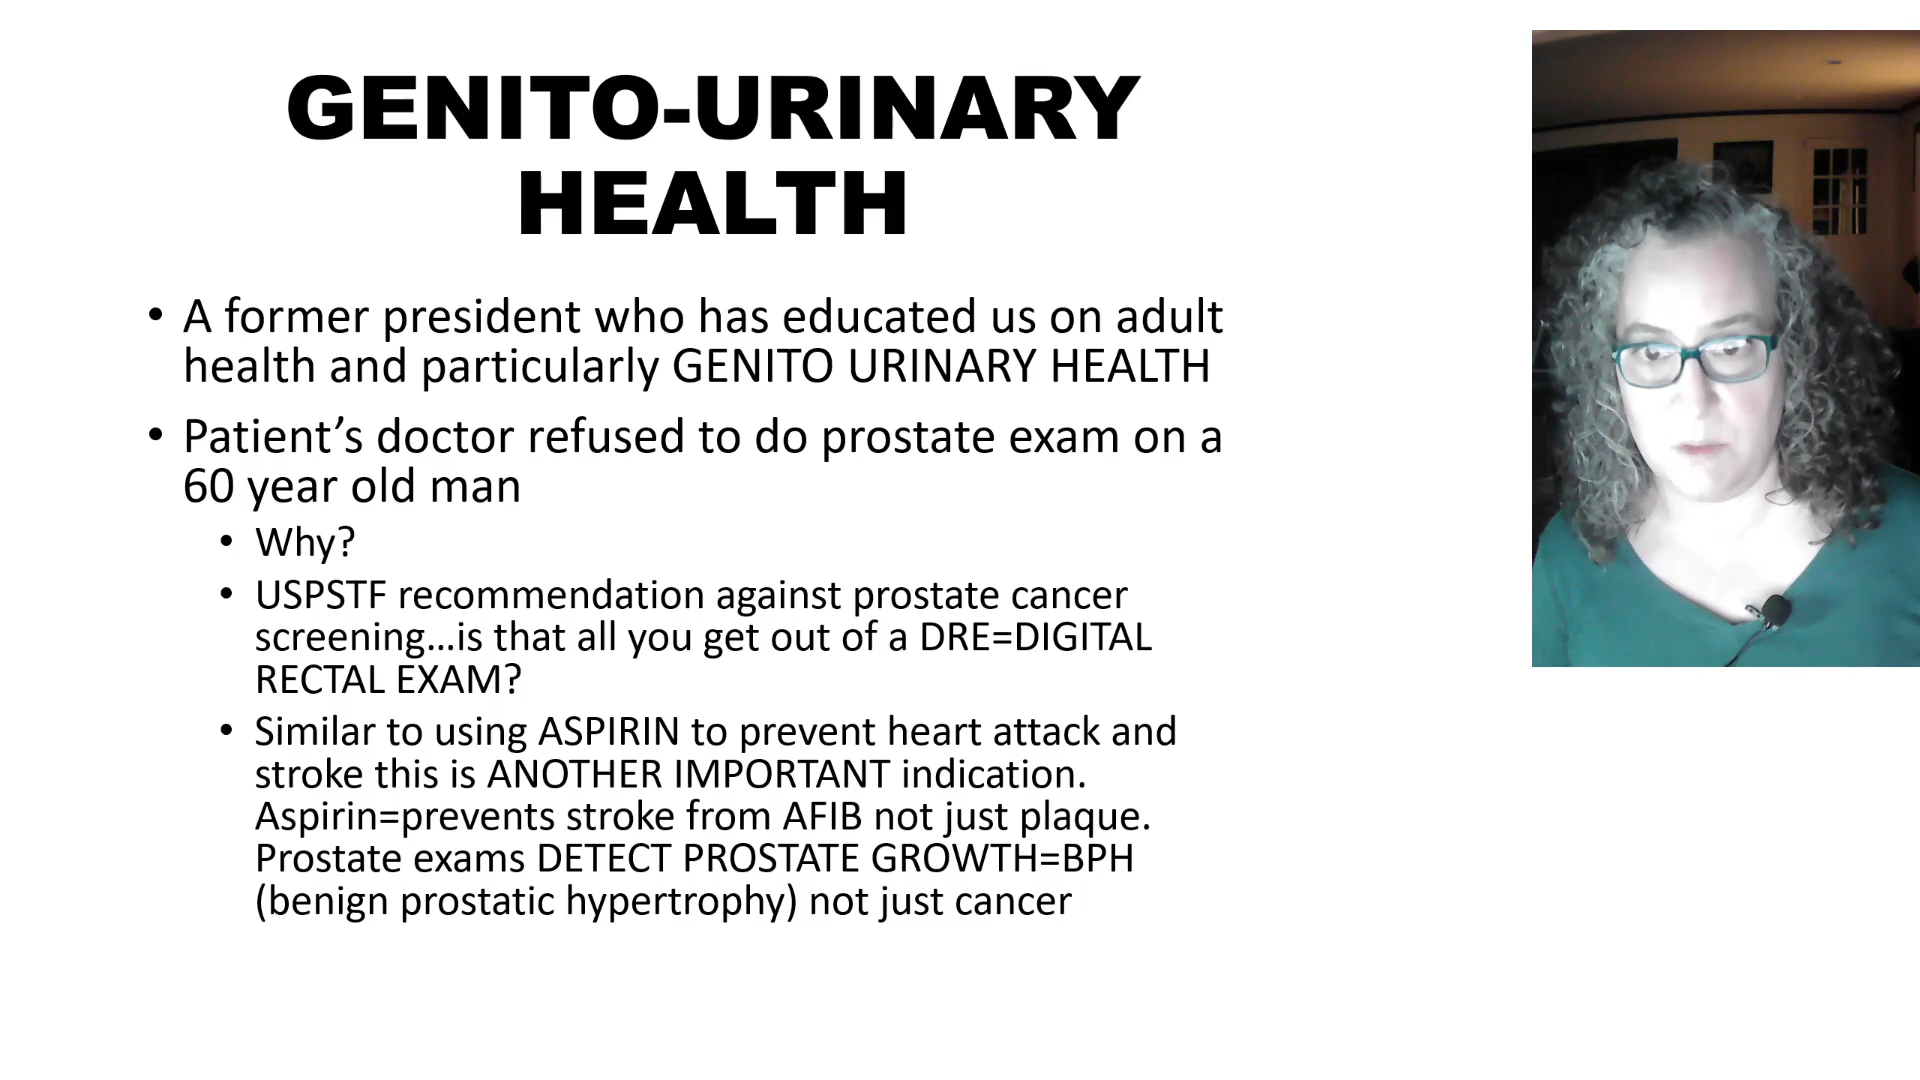 GENITO-URINARY
HEALTH
• A former president who has educated us on adult
health and particularly GENITO URINARY HEALTH
• Patient’s doctor refused to do prostate exam on a
60 year old man
• Why?
• USPSTF recommendation against prostate cancer
screening…is that all you get out of a DRE=DIGITAL
RECTAL EXAM?
• Similar to using ASPIRIN to prevent heart attack and
stroke this is ANOTHER IMPORTANT indication.
Aspirin=prevents stroke from AFIB not just plaque.
Prostate exams DETECT PROSTATE GROWTH=BPH
(benign prostatic hypertrophy) not just cancer